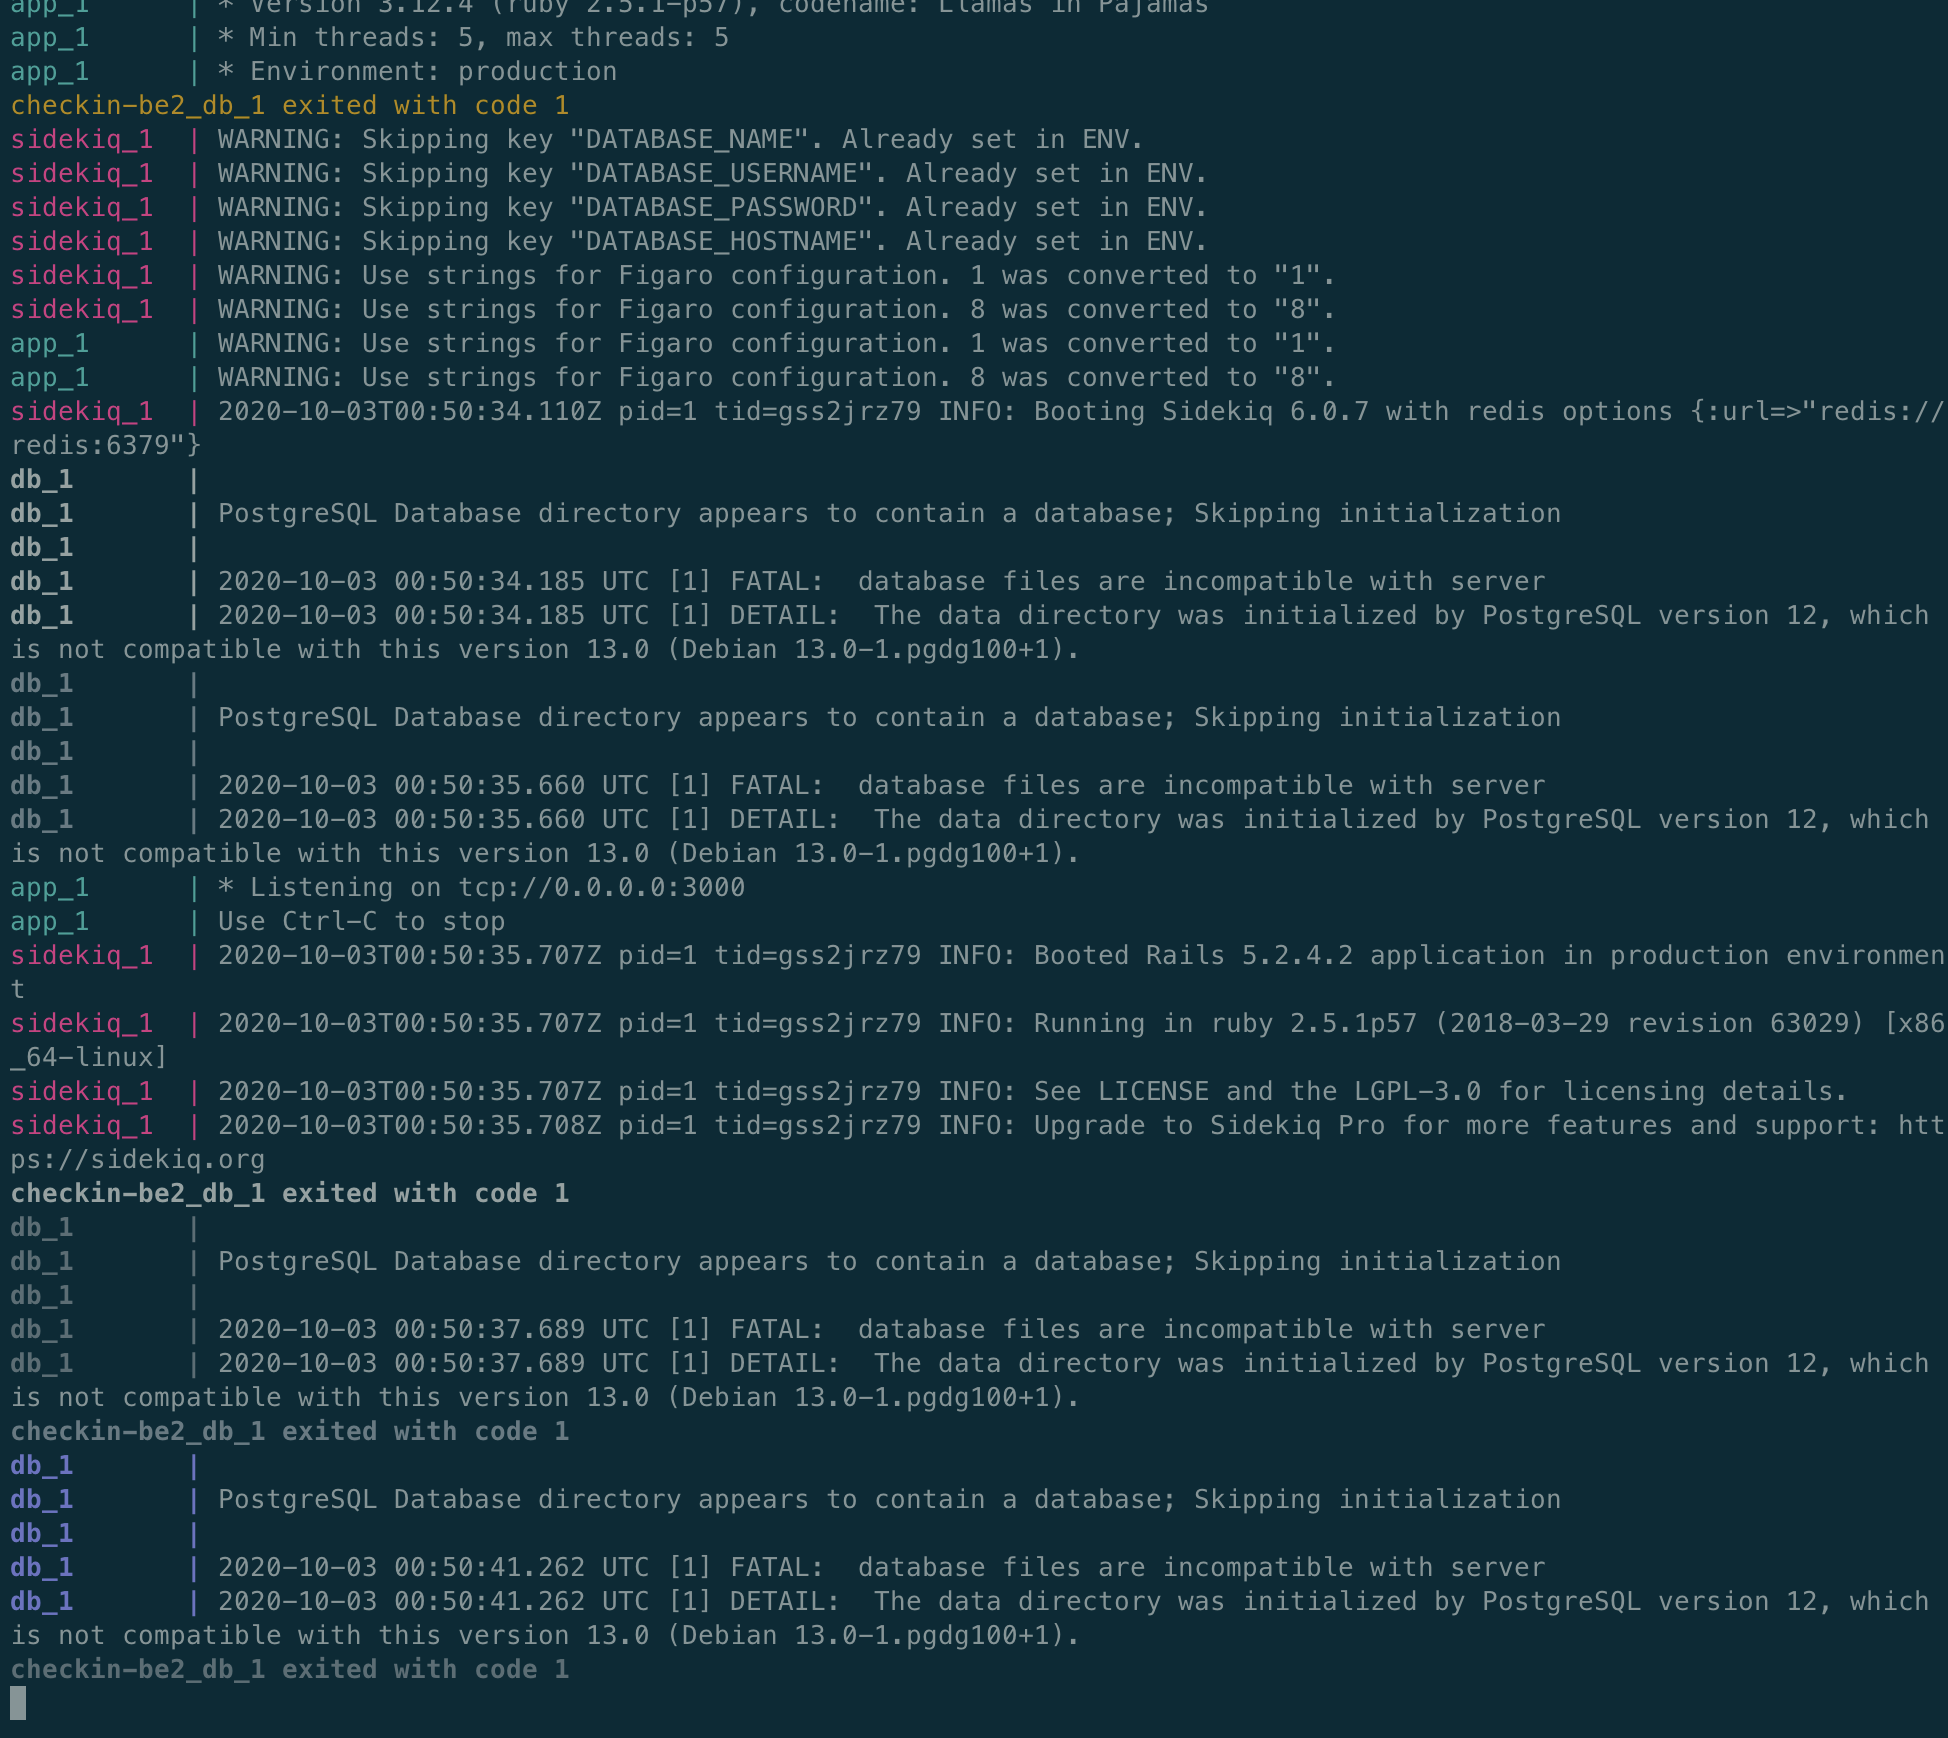 app_1      | * Version 3.12.4 (ruby 2.5.1-p57), codename: Llamas in Pajamas
app_1      | * Min threads: 5, max threads: 5
app_1      | * Environment: production
checkin-be2_db_1 exited with code 1
sidekiq_1  | WARNING: Skipping key "DATABASE_NAME". Already set in ENV.
sidekiq_1  | WARNING: Skipping key "DATABASE_USERNAME". Already set in ENV.
sidekiq_1  | WARNING: Skipping key "DATABASE_PASSWORD". Already set in ENV.
sidekiq_1  | WARNING: Skipping key "DATABASE_HOSTNAME". Already set in ENV.
sidekiq_1  | WARNING: Use strings for Figaro configuration. 1 was converted to "1".
sidekiq_1  | WARNING: Use strings for Figaro configuration. 8 was converted to "8".
app_1      | WARNING: Use strings for Figaro configuration. 1 was converted to "1".
app_1      | WARNING: Use strings for Figaro configuration. 8 was converted to "8".
sidekiq_1  | 2020-10-03T00:50:34.110Z pid=1 tid=gss2jrz79 INFO: Booting Sidekiq 6.0.7 with redis options {:url=>"redis://
redis:6379"}
db_1       |
db_1       | PostgreSQL Database directory appears to contain a database; Skipping initialization
db_1       |
db_1       | 2020-10-03 00:50:34.185 UTC [1] FATAL:  database files are incompatible with server
db_1       | 2020-10-03 00:50:34.185 UTC [1] DETAIL:  The data directory was initialized by PostgreSQL version 12, which
is not compatible with this version 13.0 (Debian 13.0-1.pgdg100+1).
db_1       |
db_1       | PostgreSQL Database directory appears to contain a database; Skipping initialization
db_1       |
db_1       | 2020-10-03 00:50:35.660 UTC [1] FATAL:  database files are incompatible with server
db_1       | 2020-10-03 00:50:35.660 UTC [1] DETAIL:  The data directory was initialized by PostgreSQL version 12, which
is not compatible with this version 13.0 (Debian 13.0-1.pgdg100+1).
app_1      | * Listening on tcp://0.0.0.0:3000
app_1      | Use Ctrl-C to stop
sidekiq_1  | 2020-10-03T00:50:35.707Z pid=1 tid=gss2jrz79 INFO: Booted Rails 5.2.4.2 application in production environmen
t
sidekiq_1  | 2020-10-03T00:50:35.707Z pid=1 tid=gss2jrz79 INFO: Running in ruby 2.5.1p57 (2018-03-29 revision 63029) [x86
_64-linux]
sidekiq_1  | 2020-10-03T00:50:35.707Z pid=1 tid=gss2jrz79 INFO: See LICENSE and the LGPL-3.0 for licensing details.
sidekiq_1  | 2020-10-03T00:50:35.708Z pid=1 tid=gss2jrz79 INFO: Upgrade to Sidekiq Pro for more features and support: htt
ps://sidekiq.org
checkin-be2_db_1 exited with code 1
db_1       |
db_1       | PostgreSQL Database directory appears to contain a database; Skipping initialization
db_1       |
db_1       | 2020-10-03 00:50:37.689 UTC [1] FATAL:  database files are incompatible with server
db_1       | 2020-10-03 00:50:37.689 UTC [1] DETAIL:  The data directory was initialized by PostgreSQL version 12, which
is not compatible with this version 13.0 (Debian 13.0-1.pgdg100+1).
checkin-be2_db_1 exited with code 1
db_1       |
db_1       | PostgreSQL Database directory appears to contain a database; Skipping initialization
db_1       |
db_1       | 2020-10-03 00:50:41.262 UTC [1] FATAL:  database files are incompatible with server
db_1       | 2020-10-03 00:50:41.262 UTC [1] DETAIL:  The data directory was initialized by PostgreSQL version 12, which
is not compatible with this version 13.0 (Debian 13.0-1.pgdg100+1).
checkin-be2_db_1 exited with code 1